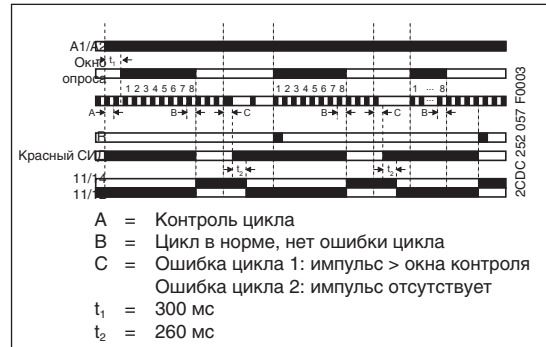 A1/A2
Окно
опроса
t₁
1 2 3 4 5 6 7 8 1 2 3 4 5 6 7 8 1 ... 8
A B C B C B
R
Красный СИД
t₂ t₂
11/14
11/12
2CDC 252 057 F0003
A = Контроль цикла
B = Цикл в норме, нет ошибки цикла
C = Ошибка цикла 1: импульс > окна контроля
Ошибка цикла 2: импульс отсутствует
t₁ = 300 мс
t₂ = 260 мс